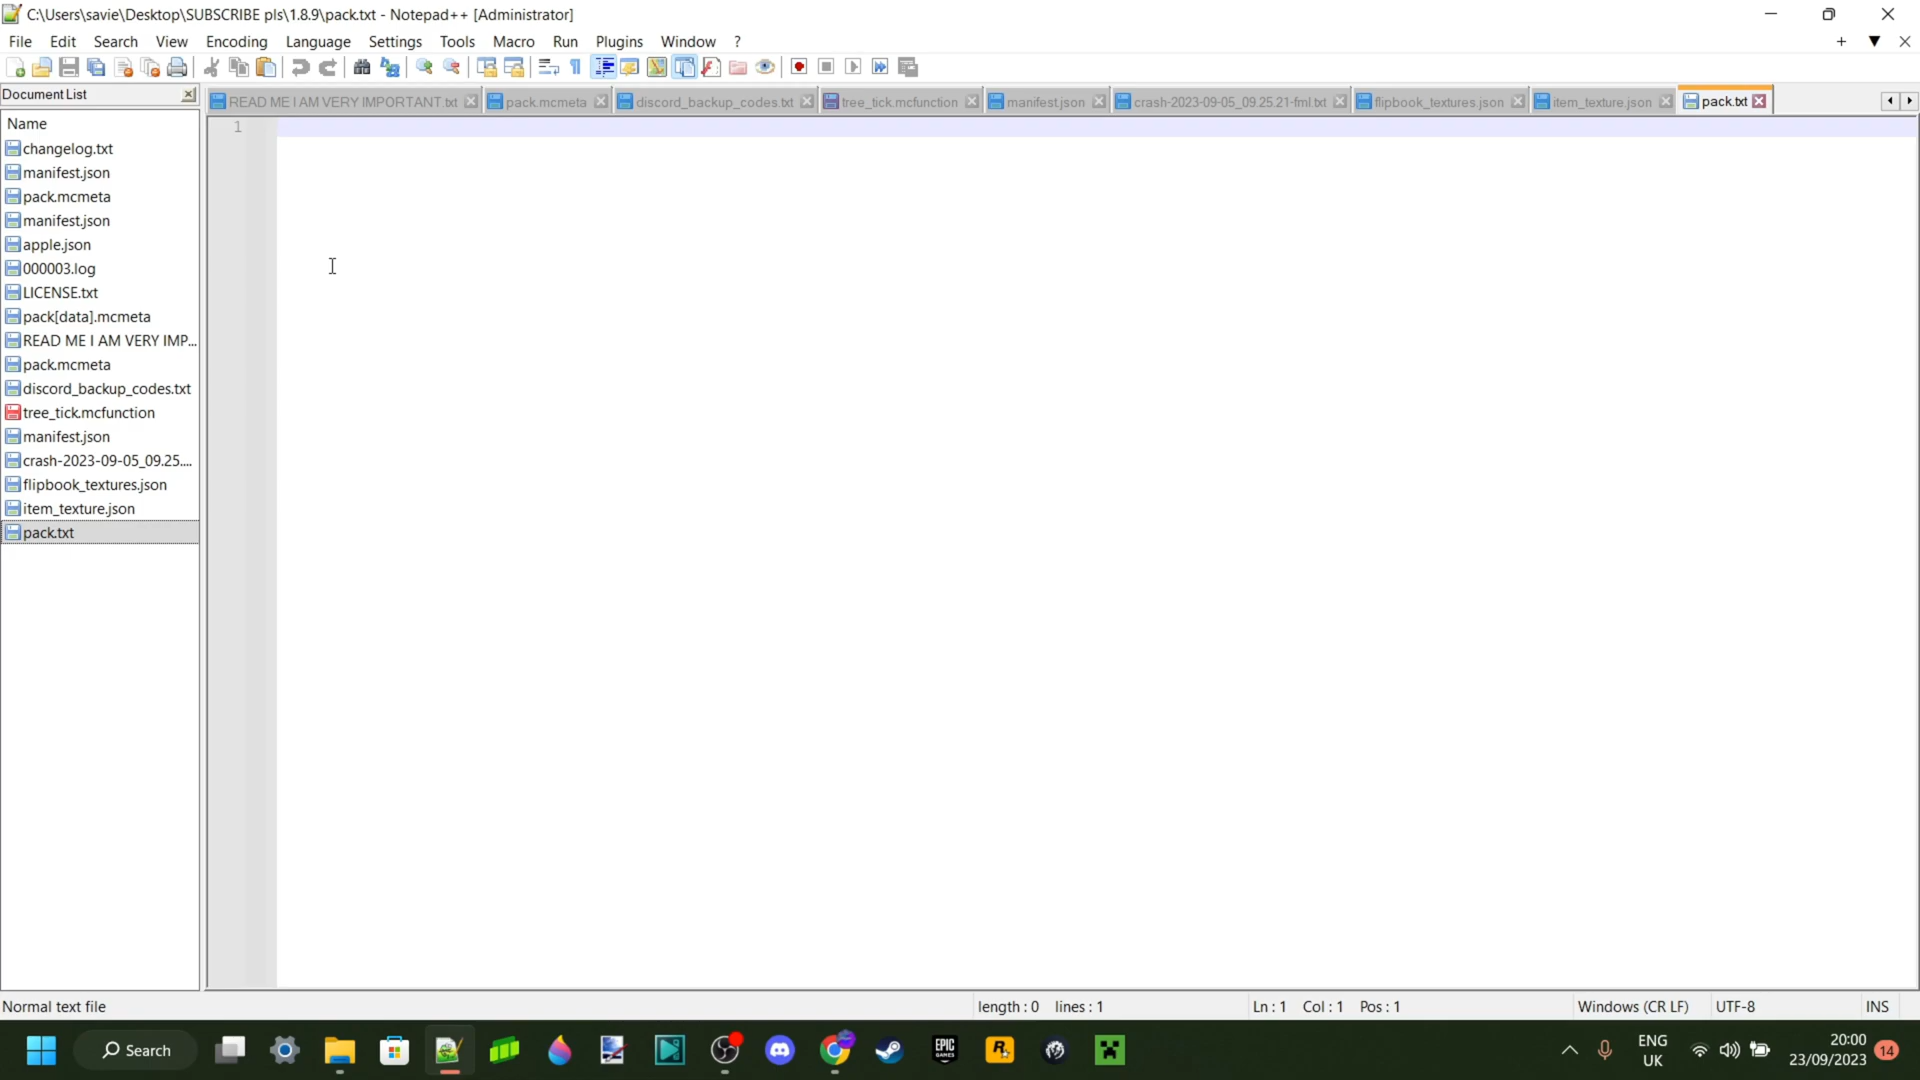 C:\Users\savie\Desktop\SUBSCRIBE pls\1.8.9\pack.txt - Notepad++ [Administrator]
File Edit Search View Encoding Language Settings Tools Macro Run Plugins Window ?
Document List
READ ME I AM VERY IMPORTANT.txt pack.mcmeta discord_backup_codes.txt tree_tick.mcfunction manifest.json crash-2023-09-05_09.25.21-fml.txt flipbook_textures.json item_texture.json pack.txt
Name
1
changelog.txt
manifest.json
pack.mcmeta
manifest.json
apple.json
000003.log
LICENSE.txt
pack[data].mcmeta
READ ME I AM VERY IMP...
pack.mcmeta
discord_backup_codes.txt
tree_tick.mcfunction
manifest.json
crash-2023-09-05_09.25....
flipbook_textures.json
item_texture.json
pack.txt
Normal text file length : 0 lines : 1 Ln : 1 Col : 1 Pos : 1 Windows (CR LF) UTF-8 INS
Search
EPIC GAMES
R
ENG
UK
20:00
23/09/2023
14